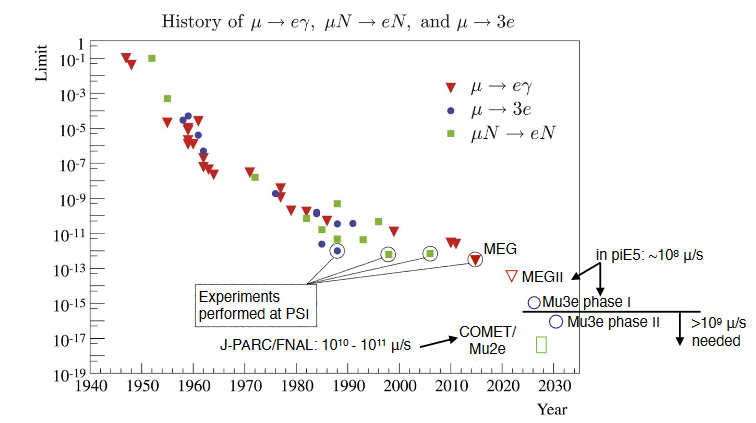 History of μ → eγ, μN → eN, and μ → 3e
Limit
1
10-1
10-3
10-5
10-7
10-9
10-11
10-13
10-15
10-17
10-19
μ → eγ
μ → 3e
μN → eN
MEG
in piE5: ~10⁸ μ/s
MEGII
Experiments
performed at PSI
Mu3e phase I
Mu3e phase II
>10⁹ μ/s
needed
J-PARC/FNAL: 10¹⁰ - 10¹¹ μ/s
COMET/
Mu2e
1940 1950 1960 1970 1980 1990 2000 2010 2020 2030
Year